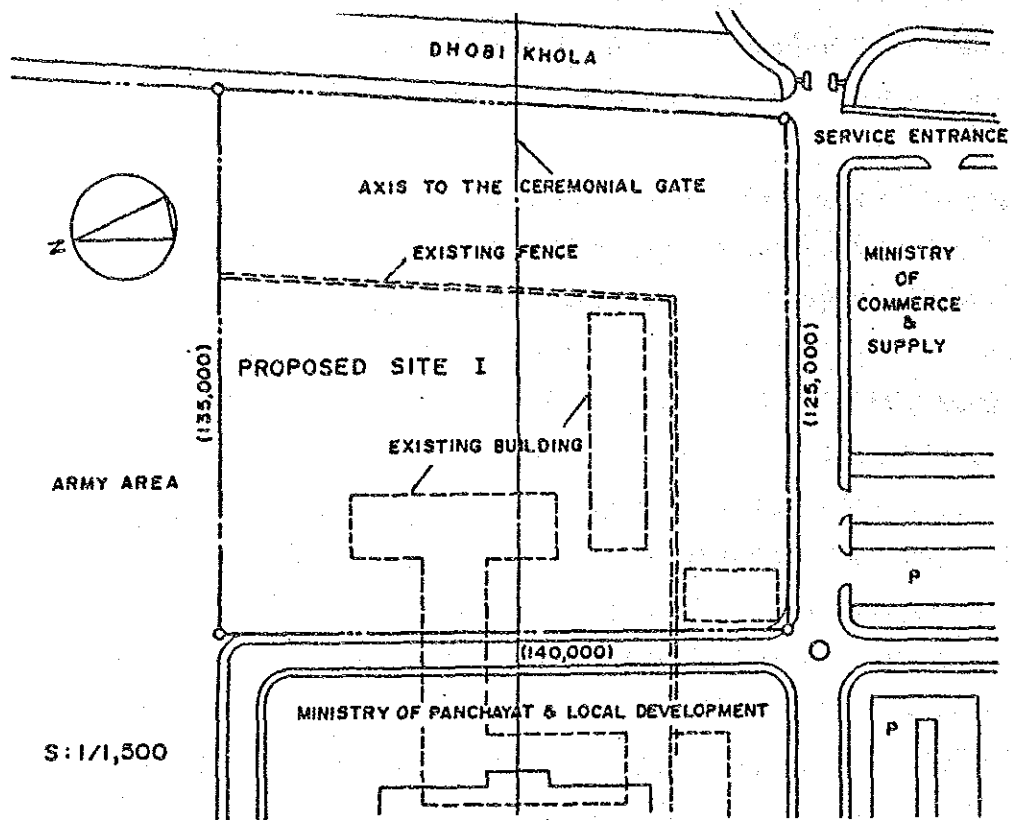 DHOBI KHOLA
SERVICE ENTRANCE
AXIS TO THE CEREMONIAL GATE
N
EXISTING FENCE
MINISTRY
OF
COMMERCE
&
SUPPLY
PROPOSED SITE I
(135,000)
(125,000)
EXISTING BUILDING
ARMY AREA
P
(140,000)
MINISTRY OF PANCHAYAT & LOCAL DEVELOPMENT
P
S:1/1,500